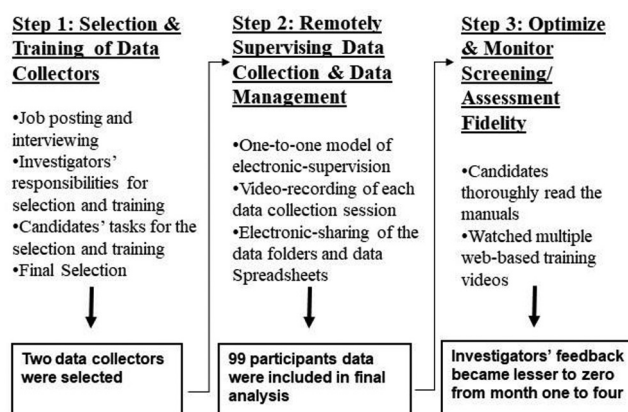 Step 1: Selection &
Training of Data
Collectors
•Job posting and
interviewing
•Investigators'
responsibilities for
selection and training
•Candidates' tasks for the
selection and training
•Final Selection
Two data collectors
were selected
Step 2: Remotely
Supervising Data
Collection & Data
Management
•One-to-one model of
electronic-supervision
•Video-recording of each
data collection session
•Electronic-sharing of the
data folders and data
Spreadsheets
99 participants data
were included in final
analysis
Step 3: Optimize
& Monitor
Screening/
Assessment
Fidelity
•Candidates
thoroughly read the
manuals
•Watched multiple
web-based training
videos
Investigators' feedback
became lesser to zero
from month one to four